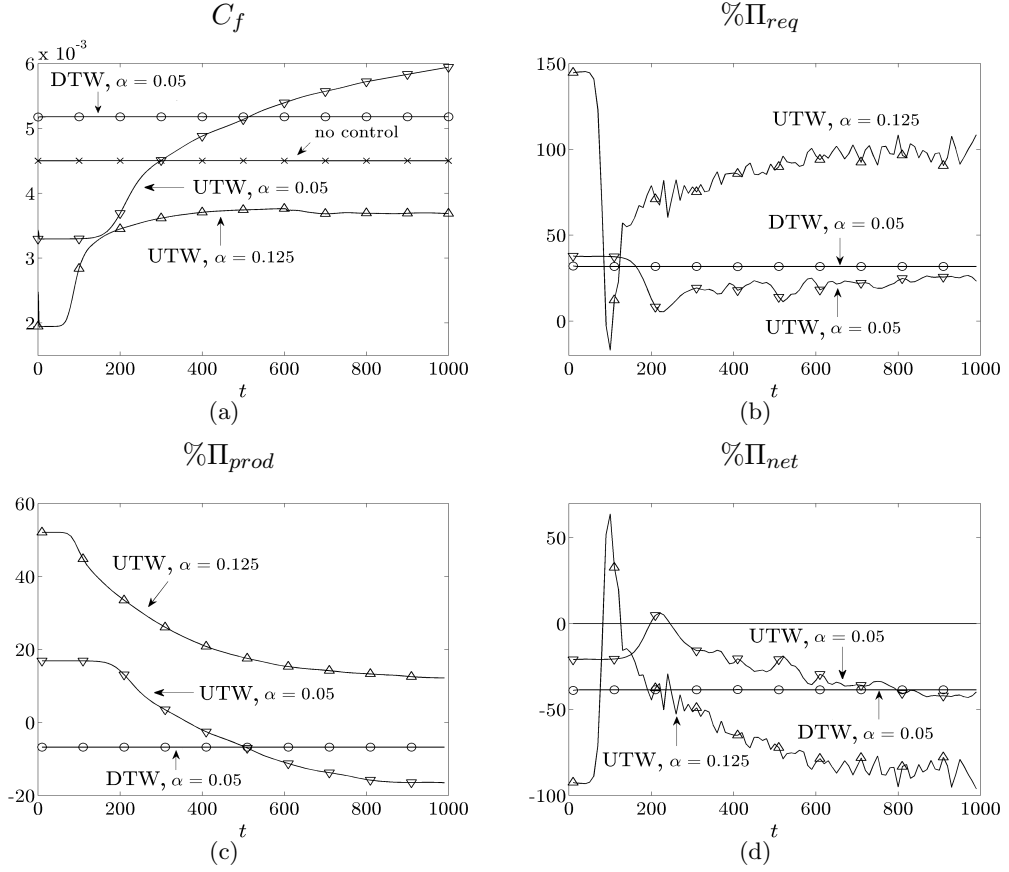 C_f
x 10^-3
6
5
4
3
2
DTW, α = 0.05
no control
UTW, α = 0.05
UTW, α = 0.125
0 200 400 600 800 1000
t
(a)
%Π_req
150
100
50
0
UTW, α = 0.125
DTW, α = 0.05
UTW, α = 0.05
0 200 400 600 800 1000
t
(b)
%Π_prod
60
40
20
0
-20
UTW, α = 0.125
UTW, α = 0.05
DTW, α = 0.05
0 200 400 600 800 1000
t
(c)
%Π_net
50
0
-50
-100
UTW, α = 0.05
DTW, α = 0.05
UTW, α = 0.125
0 200 400 600 800 1000
t
(d)